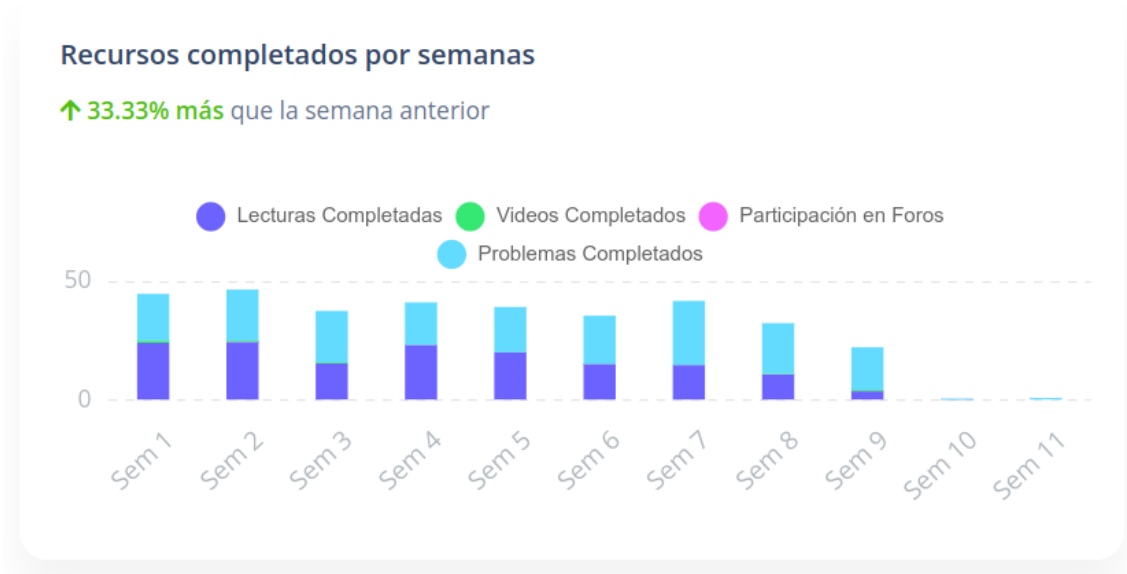 Recursos completados por semanas
↑ 33.33% más que la semana anterior
Lecturas Completadas Videos Completados Participación en Foros
Problemas Completados
50
0
Sem 1 Sem 2 Sem 3 Sem 4 Sem 5 Sem 6 Sem 7 Sem 8 Sem 9 Sem 10 Sem 11